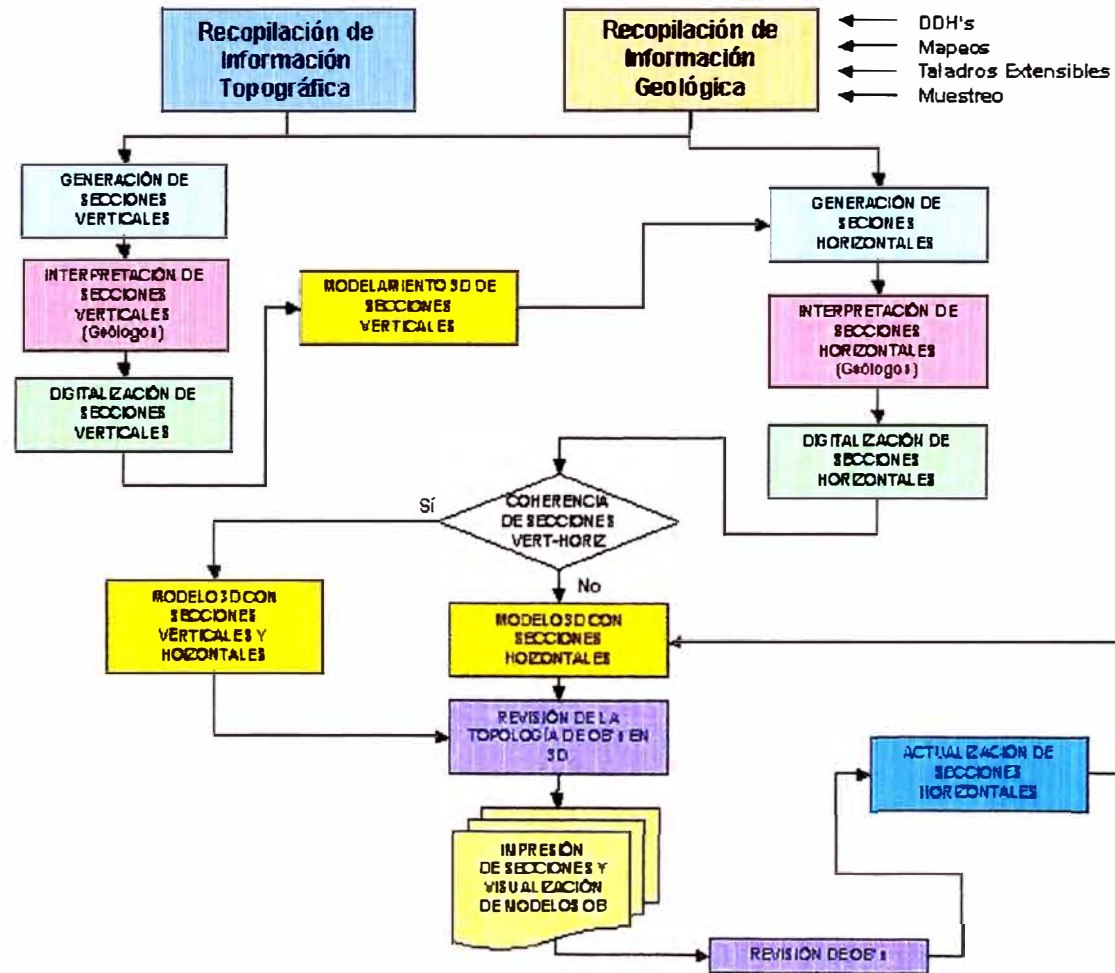 Recopilación de
Información
Topográfica
Recopilación de
Información
Geológica
DDH's
Mapeos
Taladros Extensibles
Muestreo
GENERACIÓN DE
SECCIONES
VERTICALES
INTERPRETACIÓN DE
SECCIONES
VERTICALES
(Geólogos)
DIGITALIZACIÓN DE
SECCIONES
VERTICALES
MODELAMIENTO 3D DE
SECCIONES
VERTICALES
GENERACIÓN DE
SECIONES
HORIZONTALES
INTERPRETACIÓN DE
SECCIONES
HORIZONTALES
(Geólogos)
DIGITALIZACIÓN DE
SECCIONES
HORIZONTALES
COHERENCIA
DE SECCIONES
VERT-HORIZ
Sí
No
MODELO 3D CON
SECCIONES
VERTICALES Y
HOIZONTALES
MODELO 3D CON
SECCIONES
HOIZONTALES
REVISIÓN DE LA
TOPOLOGÍA DE OB's EN
3D
ACTUALIZACIÓN DE
SECCIONES
HORIZONTALES
IMPRESIÓN
DE SECCIONES Y
VISUALIZACIÓN
DE MODELOS OB
REVISIÓN DE OB's